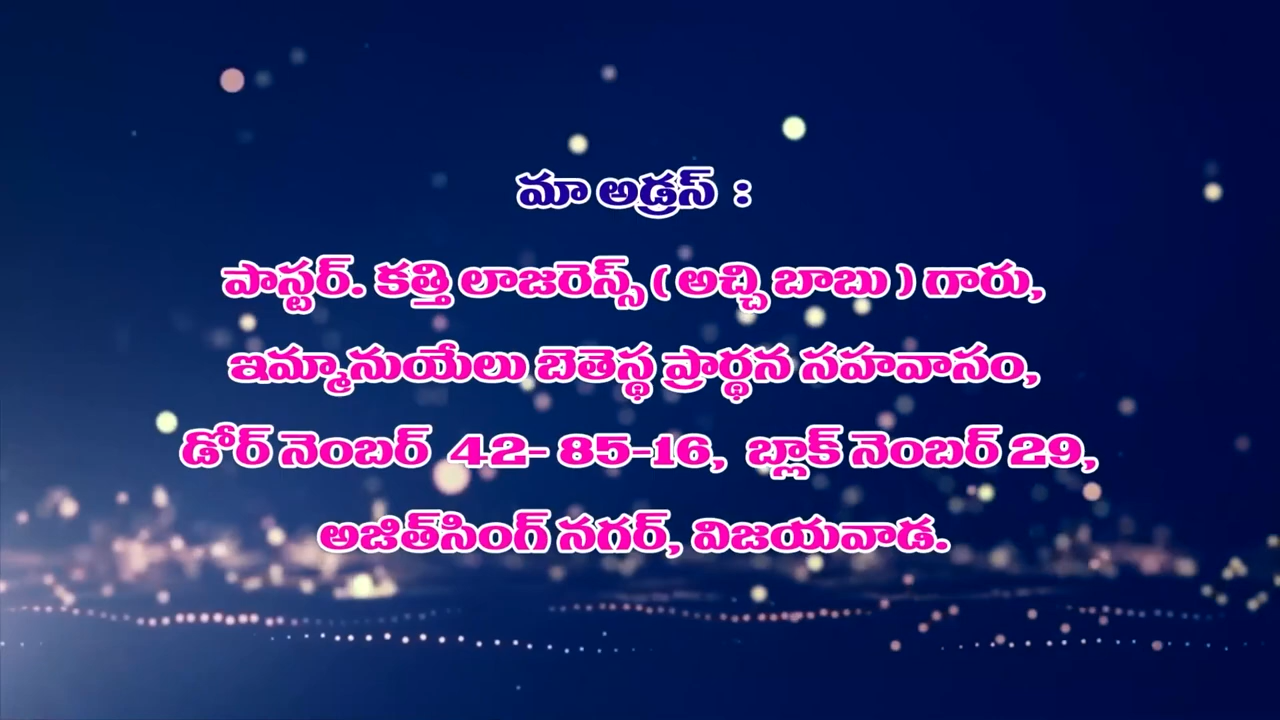 మా అడ్రస్ :
పాస్టర్. కత్తి లాజరెన్స్ ( అచ్చి బాబు ) గారు,
ఇమ్మానుయేలు బెతెస్థ ప్రార్థన సహవాసం,
డోర్ నెంబర్ 42- 85-16, బ్లాక్ నెంబర్ 29,
అజిత్‌సింగ్ నగర్, విజయవాడ.